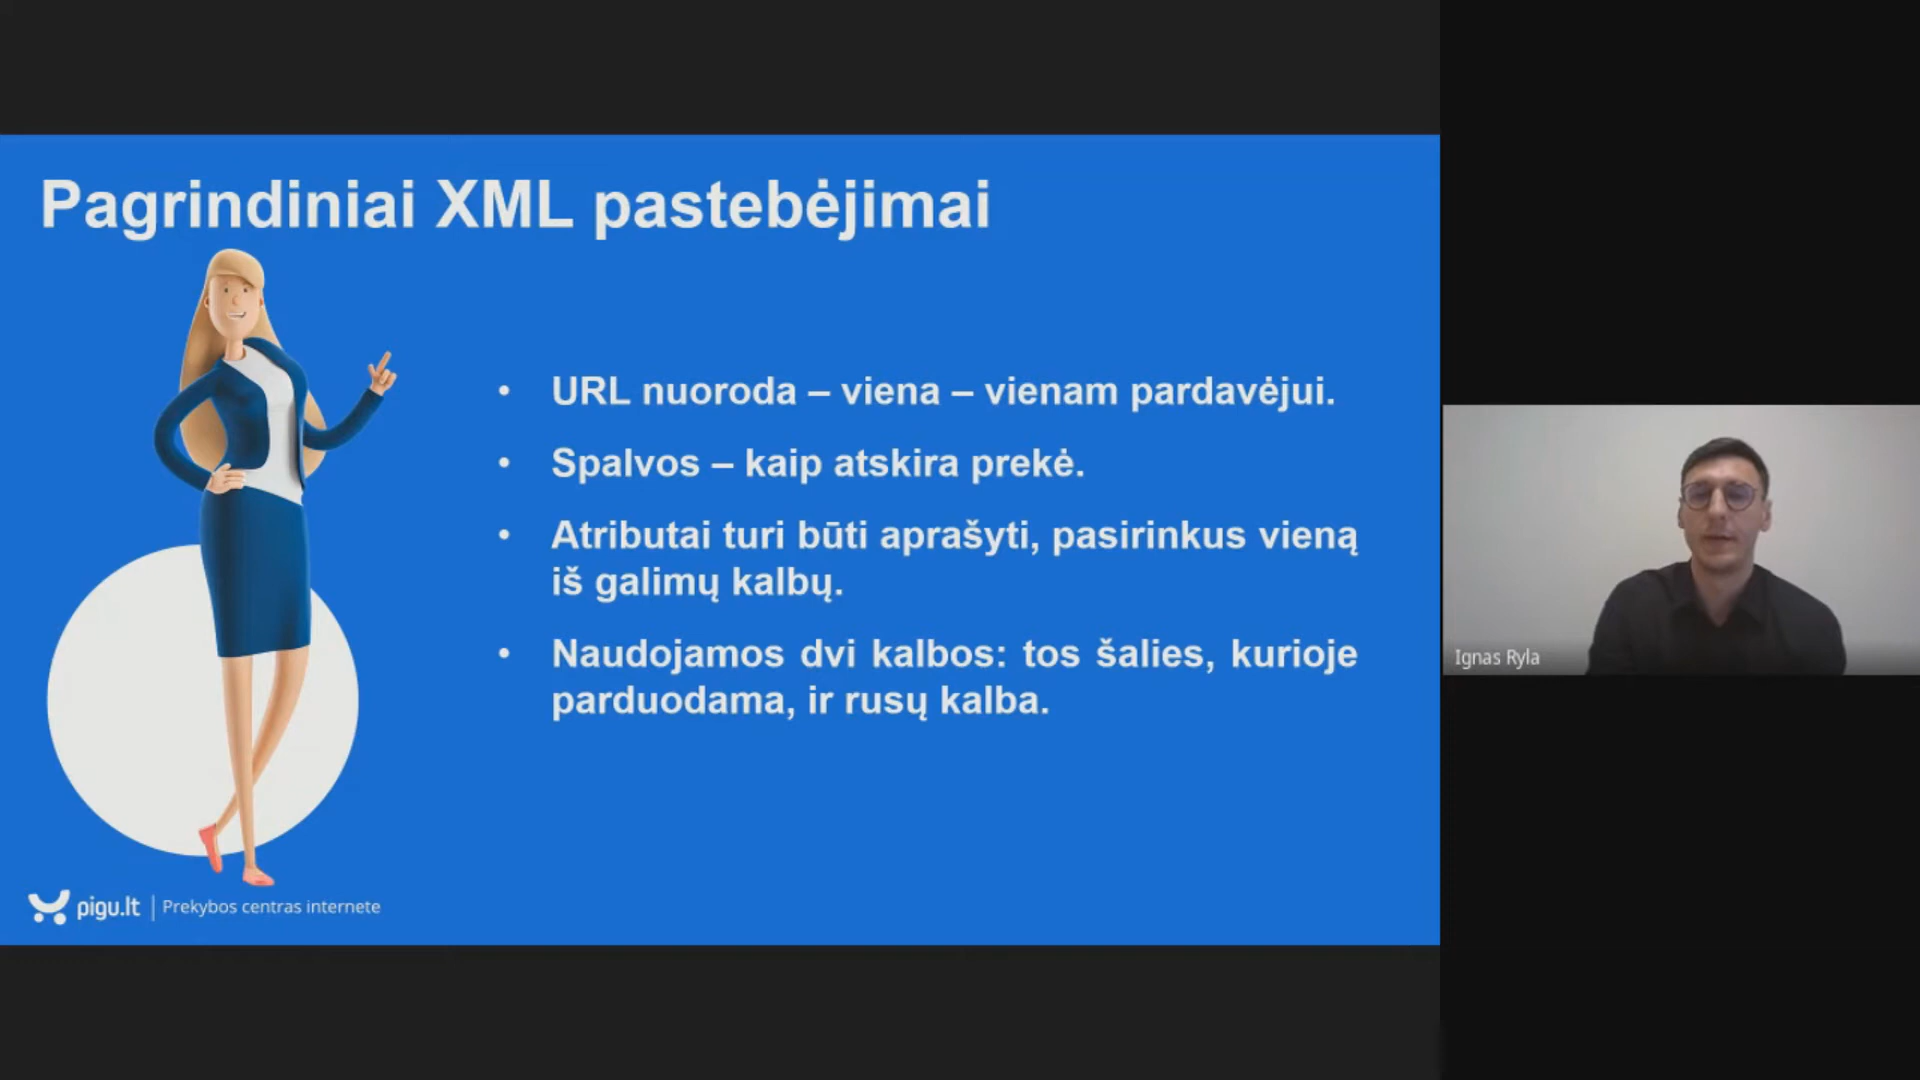 Pagrindiniai XML pastebėjimai
• URL nuoroda – viena – vienam pardavėjui.
• Spalvos – kaip atskira prekė.
• Atributai turi būti aprašyti, pasirinkus vieną
iš galimų kalbų.
• Naudojamos dvi kalbos: tos šalies, kurioje
parduodama, ir rusų kalba.
pigu.lt | Prekybos centras internete
Ignas Ryla